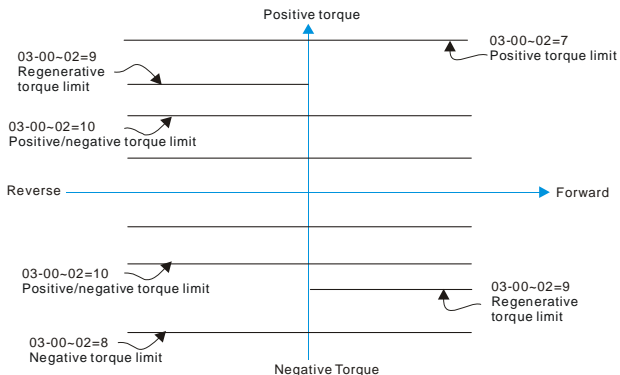 Positive torque
03-00~02=7
Positive torque limit
03-00~02=9
Regenerative
torque limit
03-00~02=10
Positive/negative torque limit
Reverse
Forward
03-00~02=10
Positive/negative torque limit
03-00~02=9
Regenerative
torque limit
03-00~02=8
Negative torque limit
Negative Torque